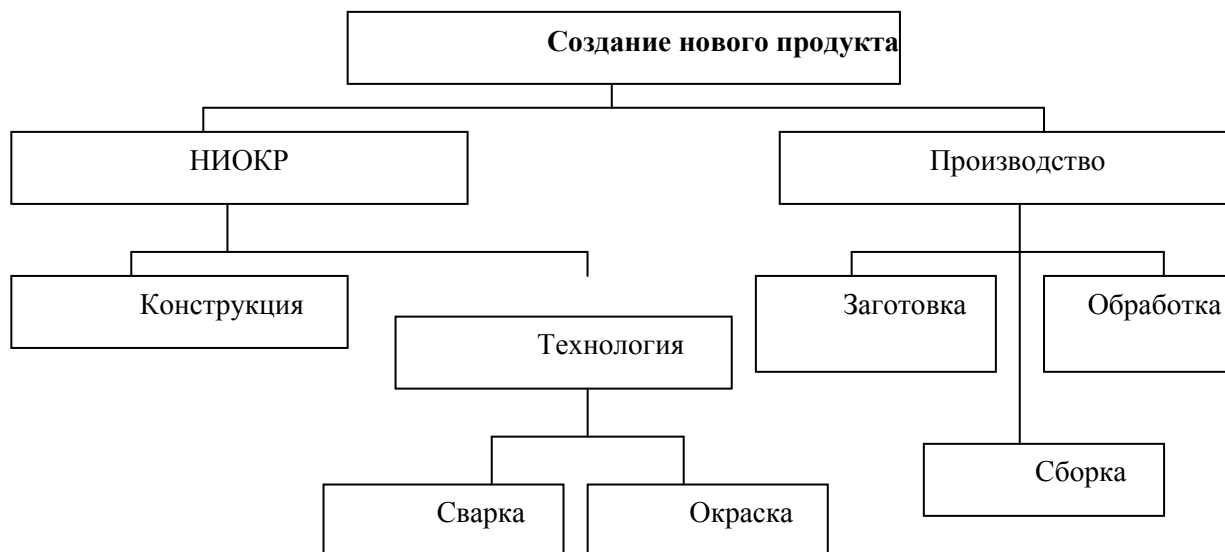 Создание нового продукта
НИОКР
Производство
Конструкция
Заготовка
Обработка
Технология
Сборка
Сварка
Окраска